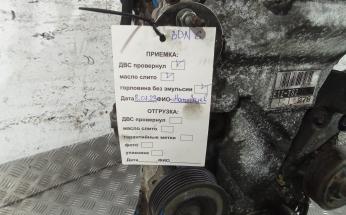 ПРИЕМКА:
ДВС провернул
масло слито
горловина без эмульсии
Дата ФИО
ОТГРУЗКА:
ДВС провернул
масло слито
гарантийные метки
фото
упаковка
Дата ФИО